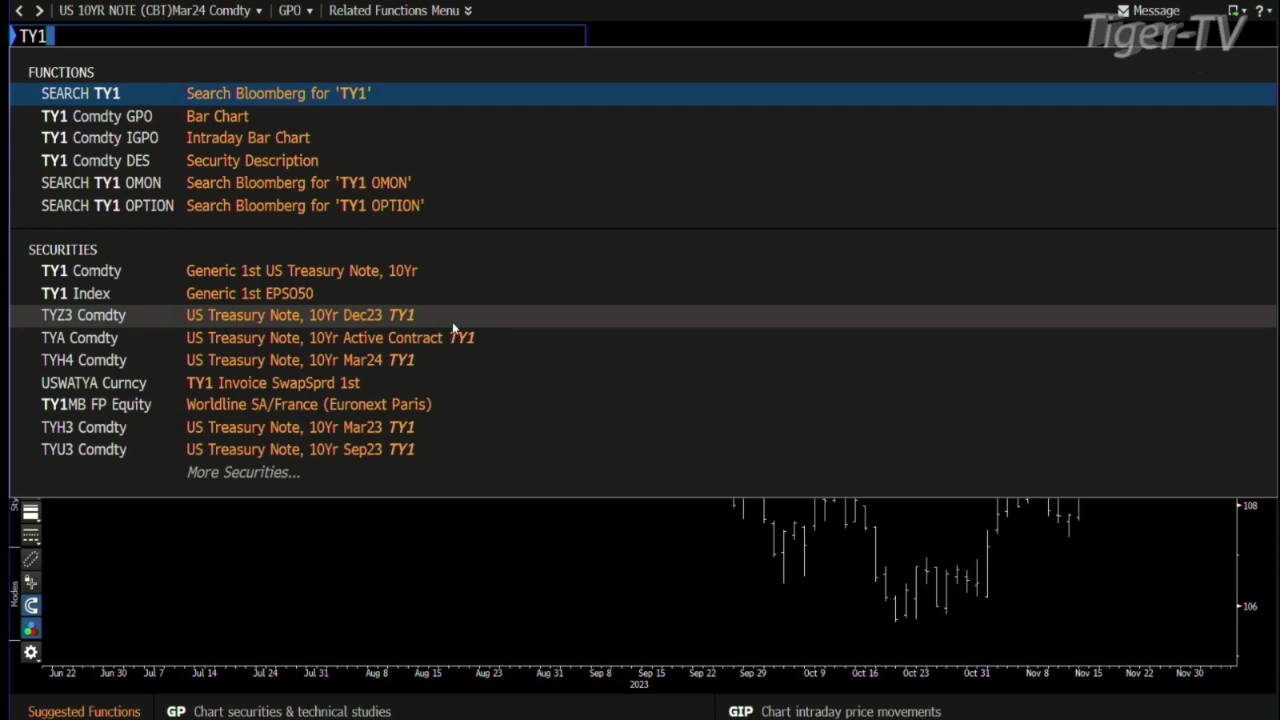 US 10YR NOTE (CBT)Mar24 Comdty GPO Related Functions Menu Message ?
Tiger-TV
TY1
FUNCTIONS
SEARCH TY1 Search Bloomberg for 'TY1'
TY1 Comdty GPO Bar Chart
TY1 Comdty IGPO Intraday Bar Chart
TY1 Comdty DES Security Description
SEARCH TY1 OMON Search Bloomberg for 'TY1 OMON'
SEARCH TY1 OPTION Search Bloomberg for 'TY1 OPTION'
SECURITIES
TY1 Comdty Generic 1st US Treasury Note, 10Yr
TY1 Index Generic 1st EPSO50
TYZ3 Comdty US Treasury Note, 10Yr Dec23 TY1
TYA Comdty US Treasury Note, 10Yr Active Contract TY1
TYH4 Comdty US Treasury Note, 10Yr Mar24 TY1
USWATYA Curncy TY1 Invoice SwapSprd 1st
TY1MB FP Equity Worldline SA/France (Euronext Paris)
TYH3 Comdty US Treasury Note, 10Yr Mar23 TY1
TYU3 Comdty US Treasury Note, 10Yr Sep23 TY1
More Securities...
108
Modes
106
Jun 22 Jun 30 Jul 7 Jul 14 Jul 24 Jul 31 Aug 8 Aug 15 Aug 23 Aug 31 Sep 8 Sep 15 Sep 22 Sep 29 Oct 9 Oct 16 Oct 23 Oct 31 Nov 8 Nov 15 Nov 22 Nov 30
2023
Suggested Functions GP Chart securities & technical studies GIP Chart intraday price movements